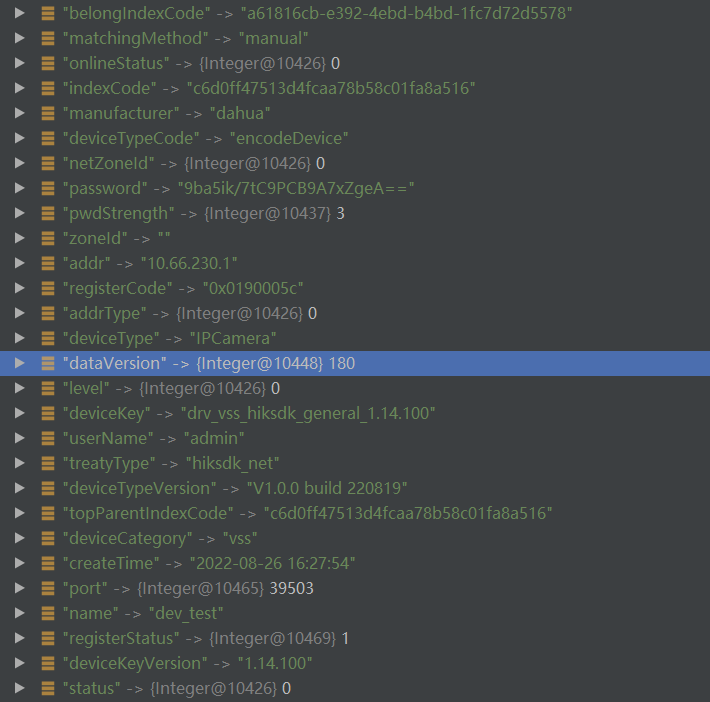 "belongIndexCode" -> "a61816cb-e392-4ebd-b4bd-1fc7d72d5578"
"matchingMethod" -> "manual"
"onlineStatus" -> {Integer@10426} 0
"indexCode" -> "c6d0ff47513d4fcaa78b58c01fa8a516"
"manufacturer" -> "dahua"
"deviceTypeCode" -> "encodeDevice"
"netZoneId" -> {Integer@10426} 0
"password" -> "9ba5ik/7tC9PCB9A7xZgeA=="
"pwdStrength" -> {Integer@10437} 3
"zoneId" -> ""
"addr" -> "10.66.230.1"
"registerCode" -> "0x0190005c"
"addrType" -> {Integer@10426} 0
"deviceType" -> "IPCamera"
"dataVersion" -> {Integer@10448} 180
"level" -> {Integer@10426} 0
"deviceKey" -> "drv_vss_hiksdk_general_1.14.100"
"userName" -> "admin"
"treatyType" -> "hiksdk_net"
"deviceTypeVersion" -> "V1.0.0 build 220819"
"topParentIndexCode" -> "c6d0ff47513d4fcaa78b58c01fa8a516"
"deviceCategory" -> "vss"
"createTime" -> "2022-08-26 16:27:54"
"port" -> {Integer@10465} 39503
"name" -> "dev_test"
"registerStatus" -> {Integer@10469} 1
"deviceKeyVersion" -> "1.14.100"
"status" -> {Integer@10426} 0